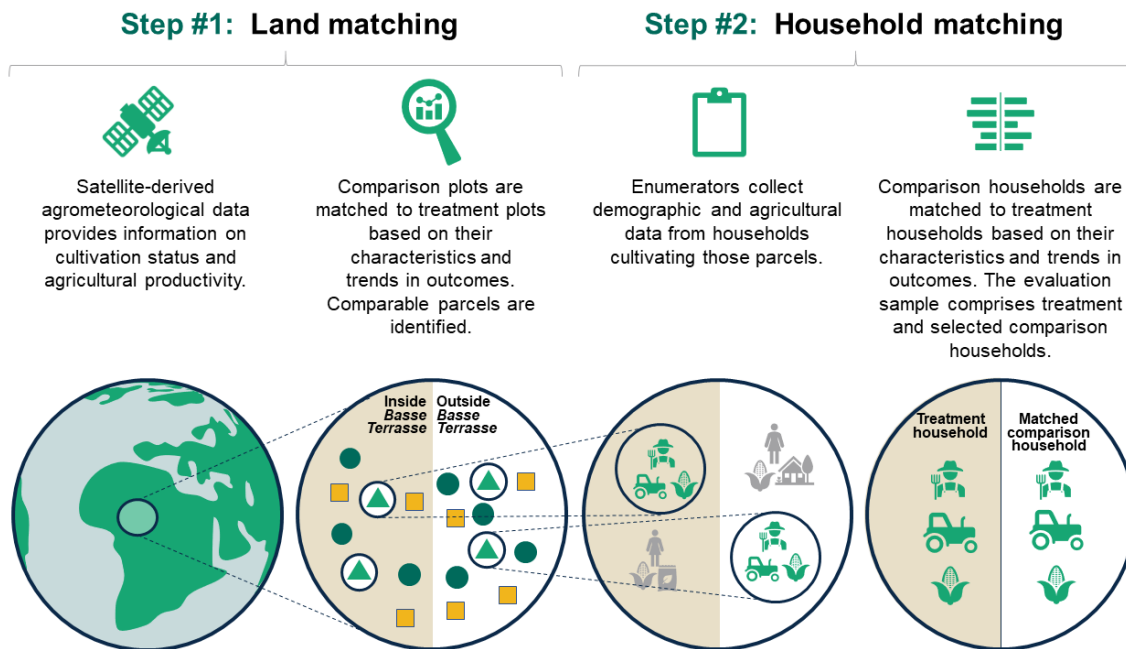 Step #1: Land matching
Step #2: Household matching
Satellite-derived
agrometeorological data
provides information on
cultivation status and
agricultural productivity.
Comparison plots are
matched to treatment plots
based on their
characteristics and
trends in outcomes.
Comparable parcels are
identified.
Enumerators collect
demographic and agricultural
data from households
cultivating those parcels.
Comparison households are
matched to treatment
households based on their
characteristics and trends in
outcomes. The evaluation
sample comprises treatment
and selected comparison
households.
Inside
Basse
Terrasse
Outside
Basse
Terrasse
Treatment
household
Matched
comparison
household